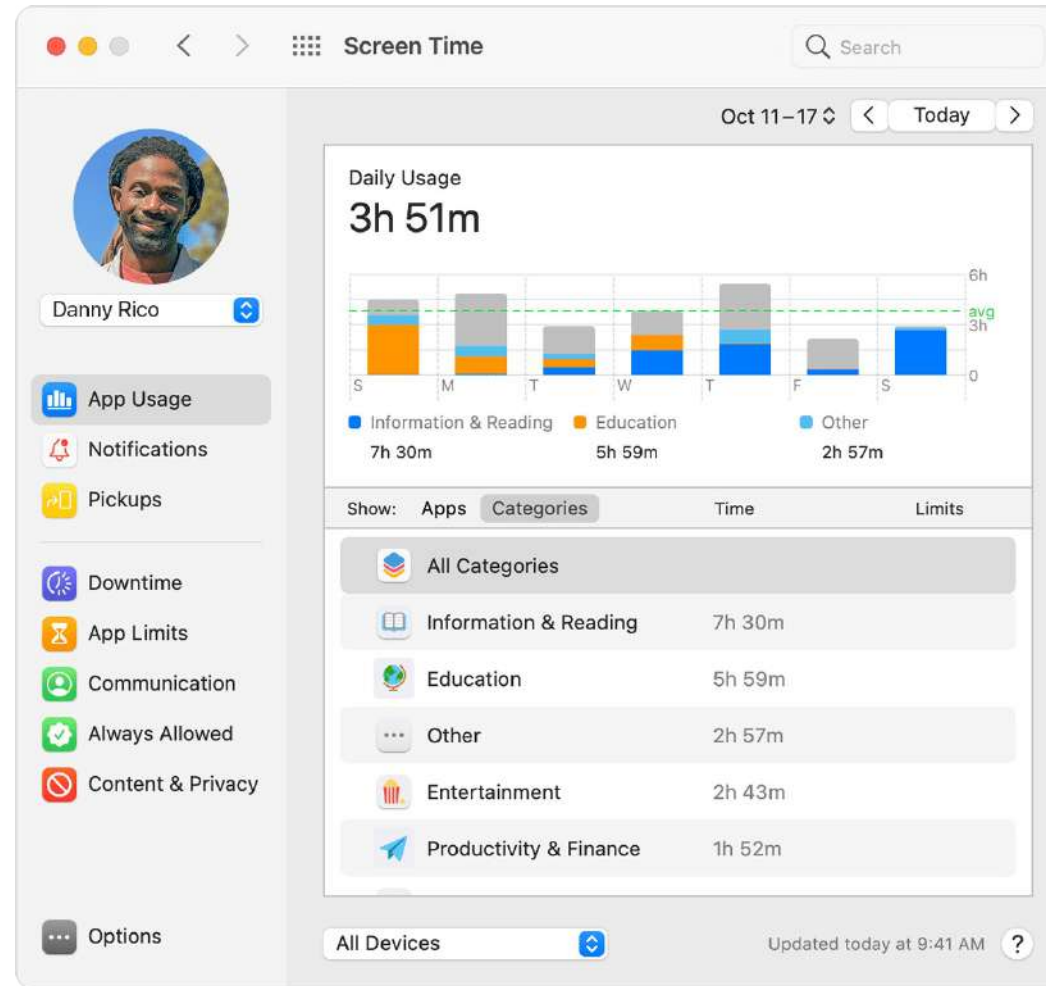 Screen Time
Search
Oct 11–17
Today
Daily Usage
3h 51m
6h
avg
3h
0
S M T W T F S
Information & Reading Education Other
7h 30m 5h 59m 2h 57m
Show: Apps Categories Time Limits
All Categories
Information & Reading 7h 30m
Education 5h 59m
Other 2h 57m
Entertainment 2h 43m
Productivity & Finance 1h 52m
Danny Rico
App Usage
Notifications
Pickups
Downtime
App Limits
Communication
Always Allowed
Content & Privacy
Options
All Devices
Updated today at 9:41 AM ?